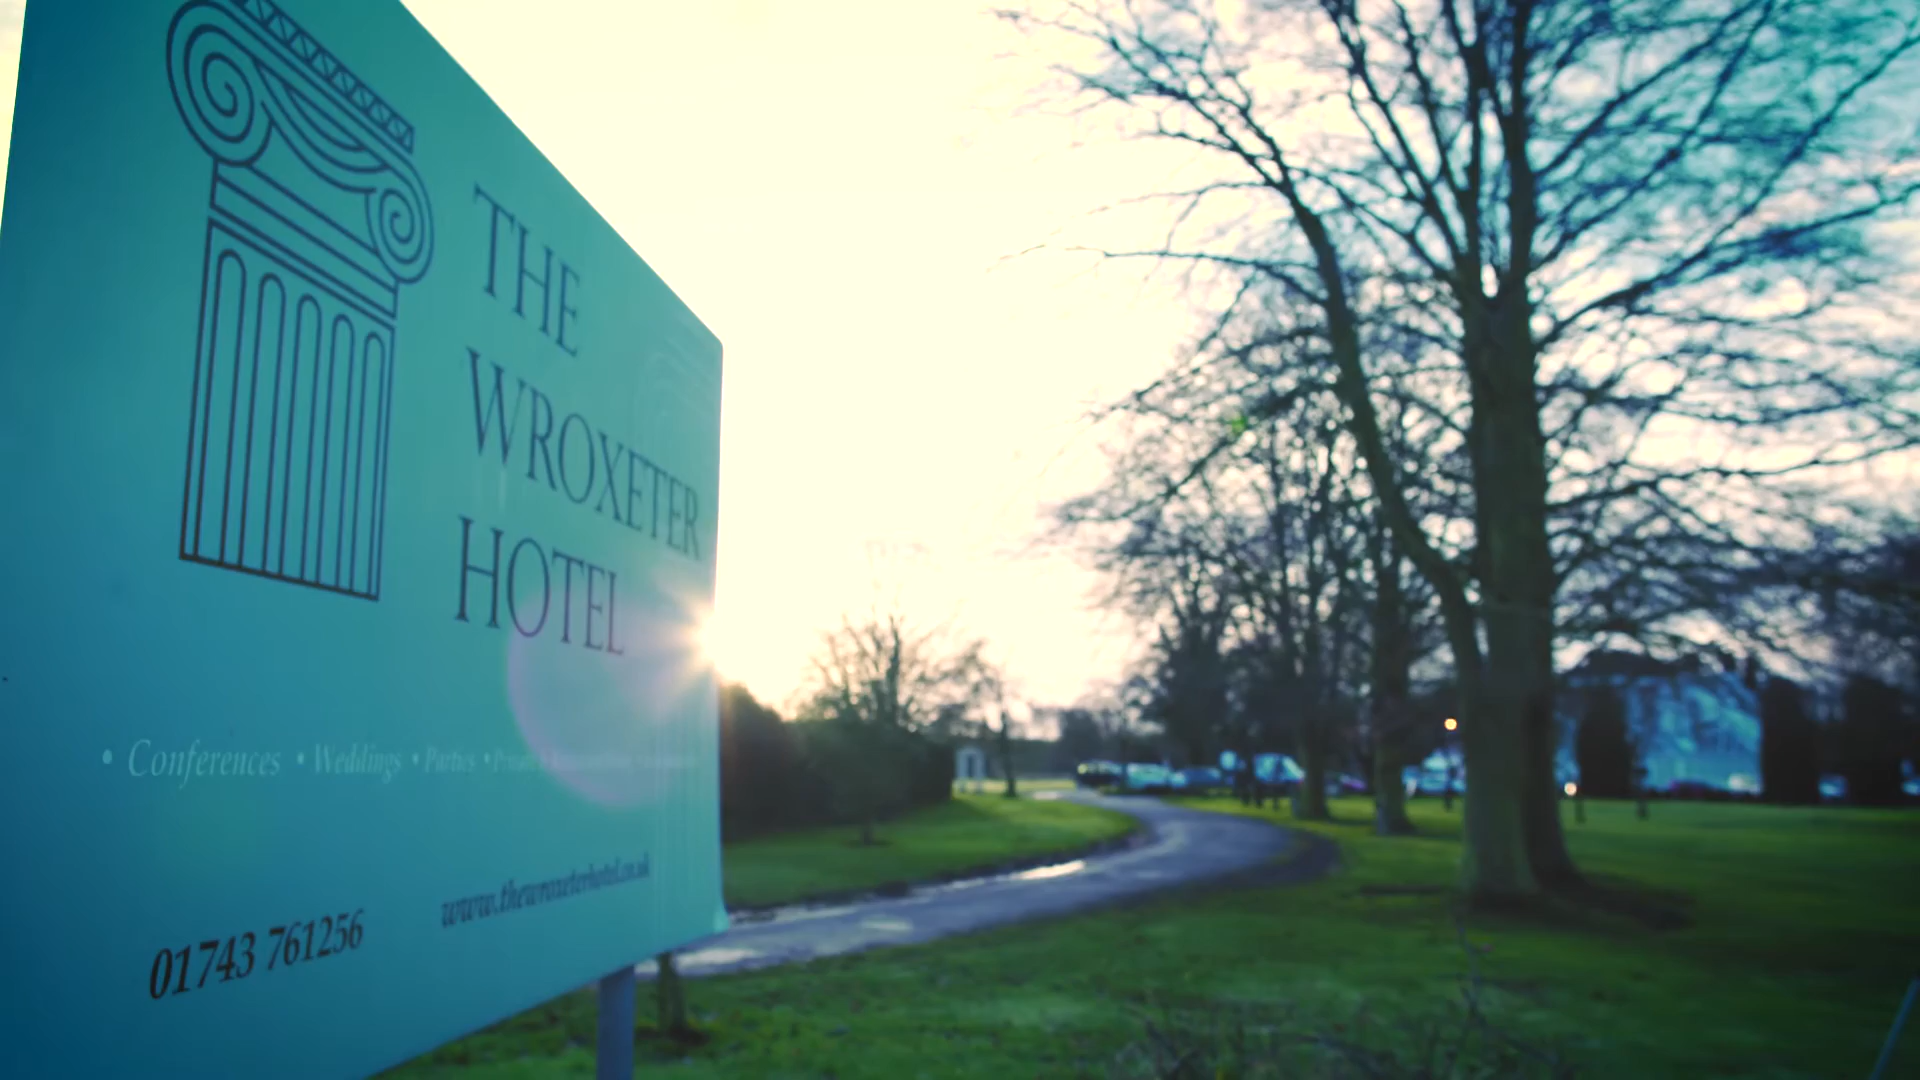 THE
WROXETER
HOTEL
• Conferences • Weddings • Parties •
01743 761256
www.thewroxeterhotel.co.uk